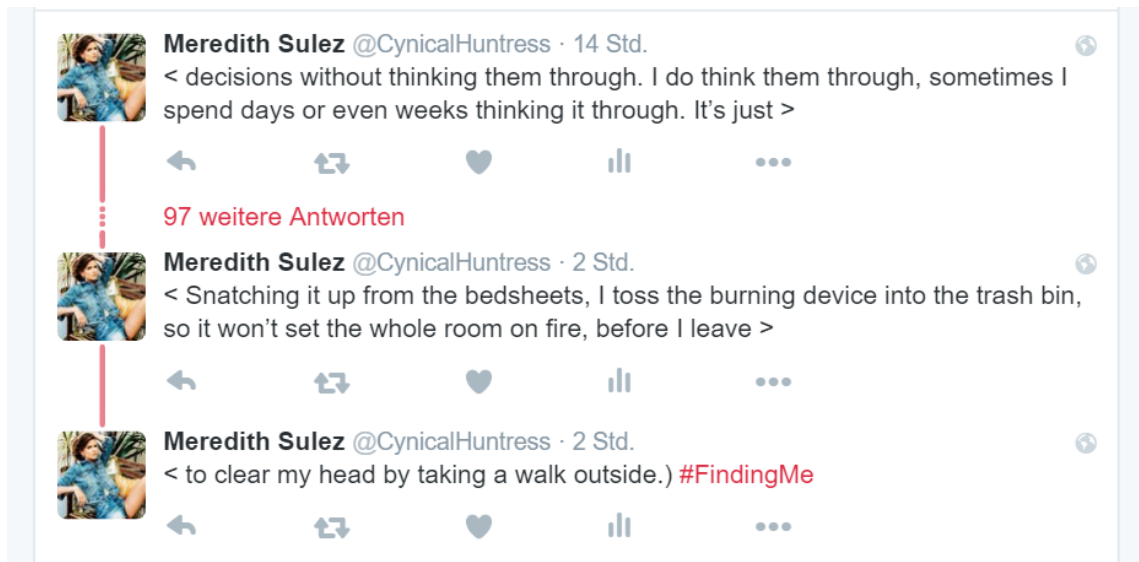 Meredith Sulez @CynicalHuntress · 14 Std.
< decisions without thinking them through. I do think them through, sometimes I
spend days or even weeks thinking it through. It’s just >
97 weitere Antworten
Meredith Sulez @CynicalHuntress · 2 Std.
< Snatching it up from the bedsheets, I toss the burning device into the trash bin,
so it won’t set the whole room on fire, before I leave >
Meredith Sulez @CynicalHuntress · 2 Std.
< to clear my head by taking a walk outside.) #FindingMe